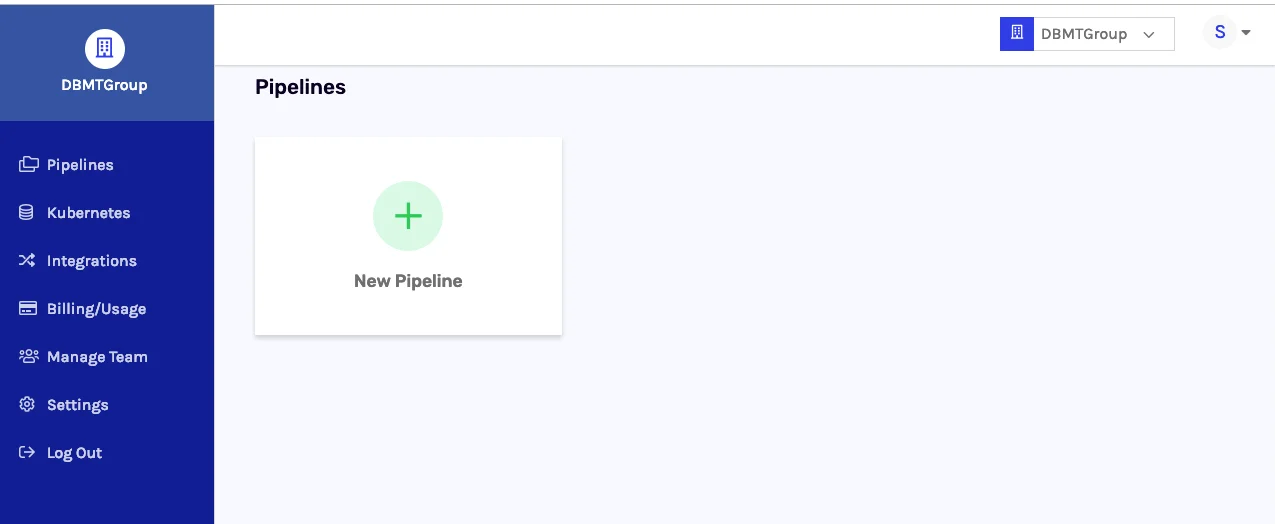 DBMTGroup
Pipelines
Kubernetes
Integrations
Billing/Usage
Manage Team
Settings
Log Out
DBMTGroup
S
Pipelines
New Pipeline